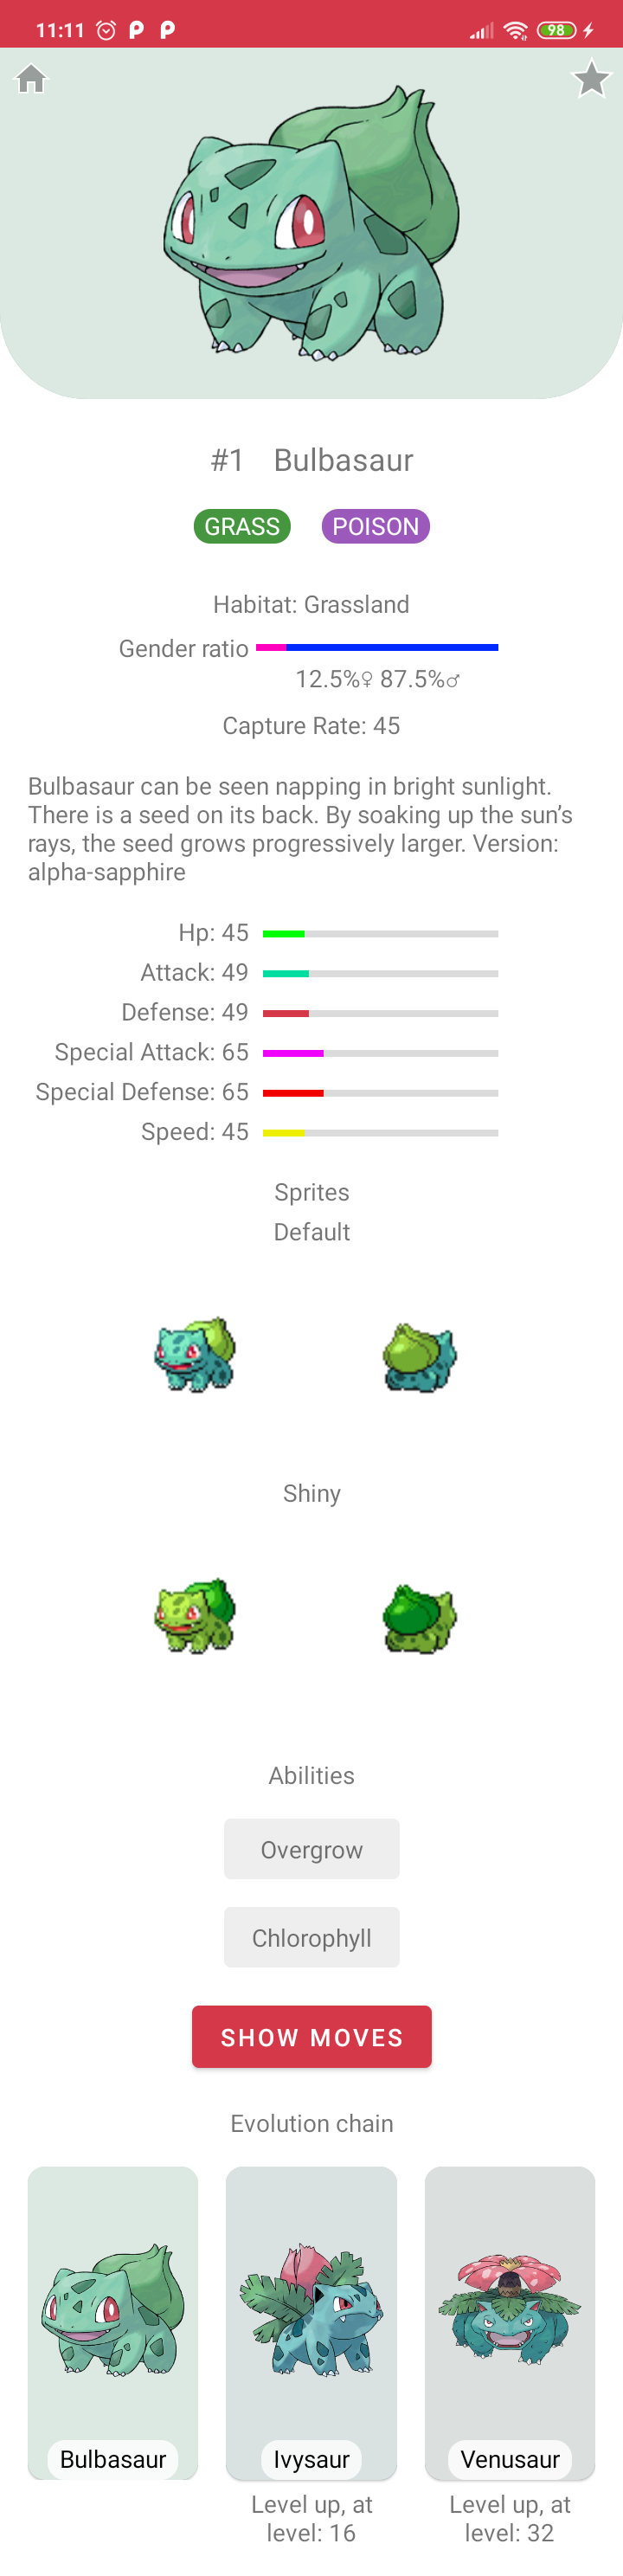 11:11 98
#1 Bulbasaur
GRASS POISON
Habitat: Grassland
Gender ratio
12.5%♀ 87.5%♂
Capture Rate: 45
Bulbasaur can be seen napping in bright sunlight.
There is a seed on its back. By soaking up the sun’s
rays, the seed grows progressively larger. Version:
alpha-sapphire
Hp: 45
Attack: 49
Defense: 49
Special Attack: 65
Special Defense: 65
Speed: 45
Sprites
Default
Shiny
Abilities
Overgrow
Chlorophyll
SHOW MOVES
Evolution chain
Bulbasaur Ivysaur Venusaur
Level up, at Level up, at
level: 16 level: 32